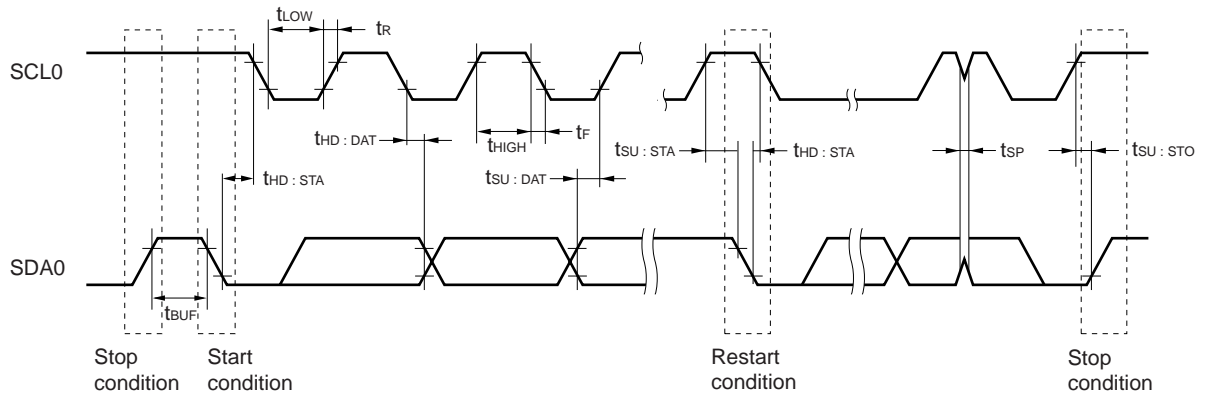 tLOW
tR
SCL0
tHD : DAT
tHIGH
tF
tSU : STA
tHD : STA
tSP
tSU : STO
tHD : STA
tSU : DAT
SDA0
tBUF
Stop
condition
Start
condition
Restart
condition
Stop
condition